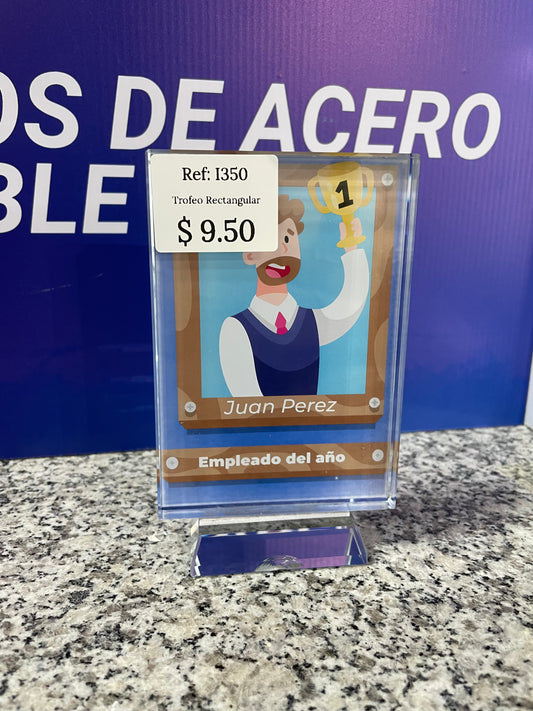 OS DE ACERO
BLE
Ref: I350
Trofeo Rectangular
$ 9.50
1
Juan Perez
Empleado del año